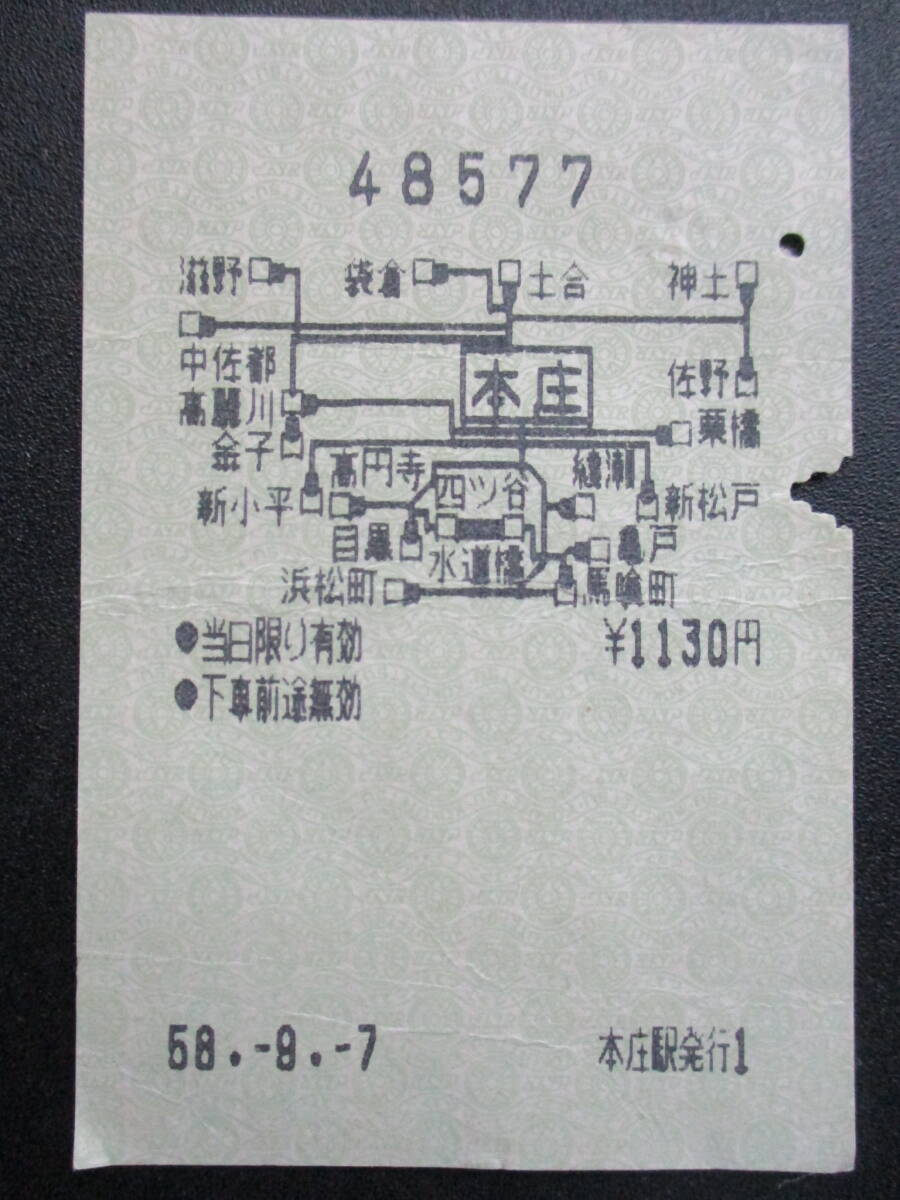 48577
滋野 袋倉 土合 神土
中佐都 本庄 佐野
高麗川 栗橋
金子 高円寺 四ツ谷 綾瀬
新小平 新松戸
目黒 水道橋 亀戸
浜松町 馬喰町
●当日限り有効 ¥1130円
●下車前途無効
58.-9.-7 本庄駅発行1